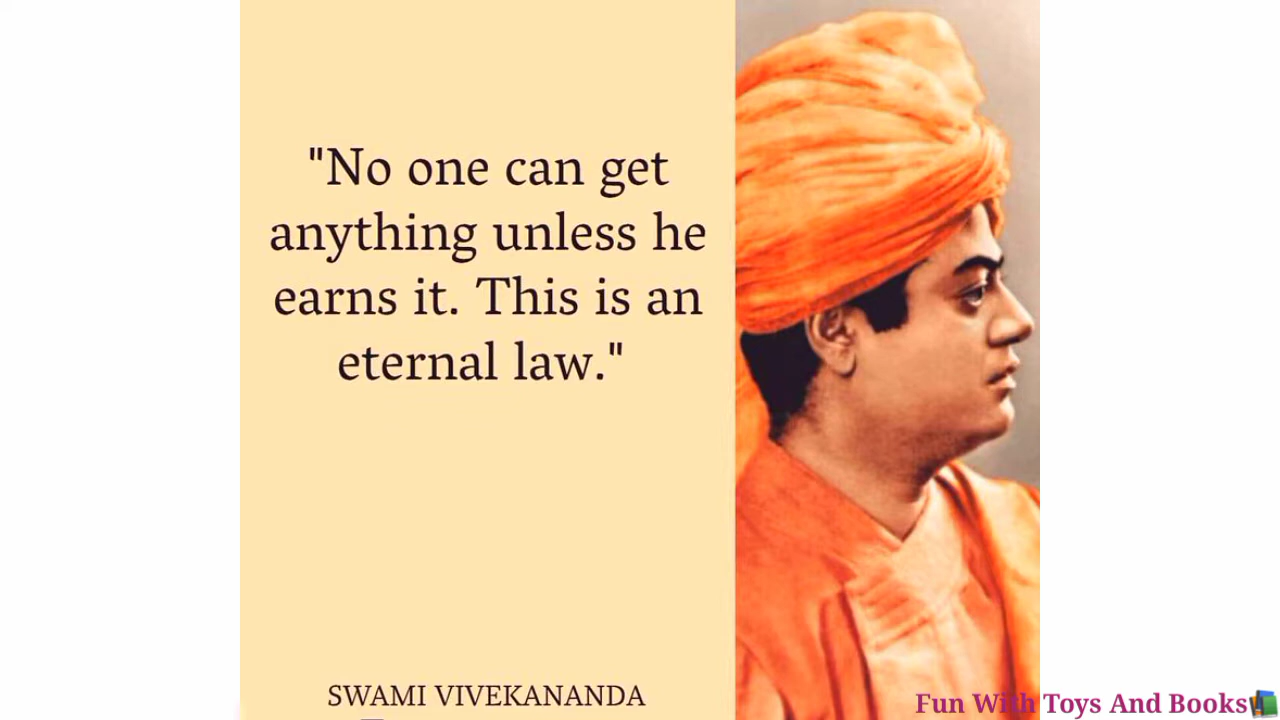 "No one can get
anything unless he
earns it. This is an
eternal law."
SWAMI VIVEKANANDA
Fun With Toys And Books